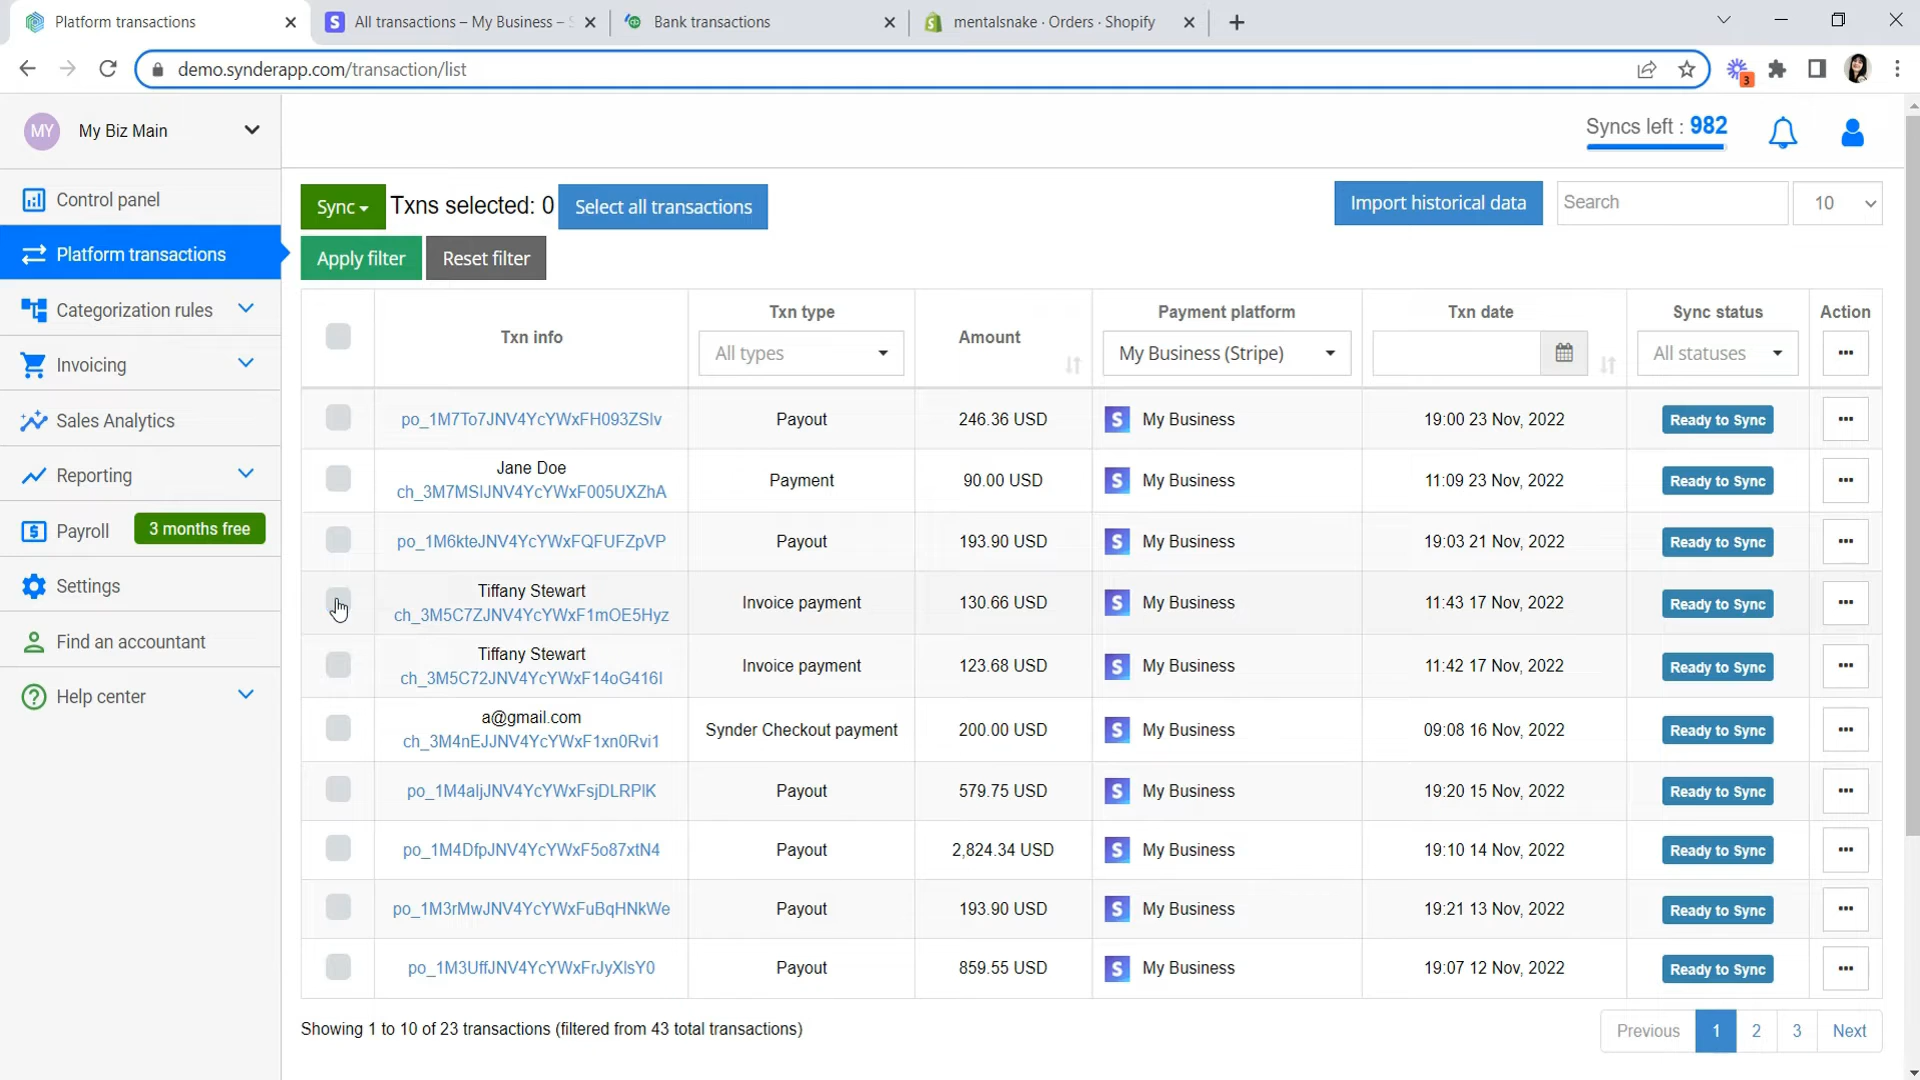 Platform transactions
All transactions – My Business – S
Bank transactions
mentalsnake · Orders · Shopify
demo.synderapp.com/transaction/list
3
MY My Biz Main
Syncs left : 982
Control panel
Platform transactions
Categorization rules
Invoicing
Sales Analytics
Reporting
Payroll 3 months free
Settings
Find an accountant
Help center
Sync Txns selected: 0 Select all transactions
Import historical data Search 10
Apply filter Reset filter
Txn info Txn type Amount Payment platform Txn date Sync status Action
All types My Business (Stripe) All statuses
po_1M7To7JNV4YcYWxFH093ZSlv Payout 246.36 USD S My Business 19:00 23 Nov, 2022 Ready to Sync
Jane Doe
ch_3M7MSlJNV4YcYWxF005UXZhA Payment 90.00 USD S My Business 11:09 23 Nov, 2022 Ready to Sync
po_1M6kteJNV4YcYWxFQFUFZpVP Payout 193.90 USD S My Business 19:03 21 Nov, 2022 Ready to Sync
Tiffany Stewart
ch_3M5C7ZJNV4YcYWxF1mOE5Hyz Invoice payment 130.66 USD S My Business 11:43 17 Nov, 2022 Ready to Sync
Tiffany Stewart
ch_3M5C72JNV4YcYWxF14oG416I Invoice payment 123.68 USD S My Business 11:42 17 Nov, 2022 Ready to Sync
a@gmail.com
ch_3M4nEJJNV4YcYWxF1xn0Rvi1 Synder Checkout payment 200.00 USD S My Business 09:08 16 Nov, 2022 Ready to Sync
po_1M4aljJNV4YcYWxFsjDLRPlK Payout 579.75 USD S My Business 19:20 15 Nov, 2022 Ready to Sync
po_1M4DfpJNV4YcYWxF5o87xtN4 Payout 2,824.34 USD S My Business 19:10 14 Nov, 2022 Ready to Sync
po_1M3rMwJNV4YcYWxFuBqHNkWe Payout 193.90 USD S My Business 19:21 13 Nov, 2022 Ready to Sync
po_1M3UffJNV4YcYWxFrJyXlsY0 Payout 859.55 USD S My Business 19:07 12 Nov, 2022 Ready to Sync
Showing 1 to 10 of 23 transactions (filtered from 43 total transactions)
Previous 1 2 3 Next